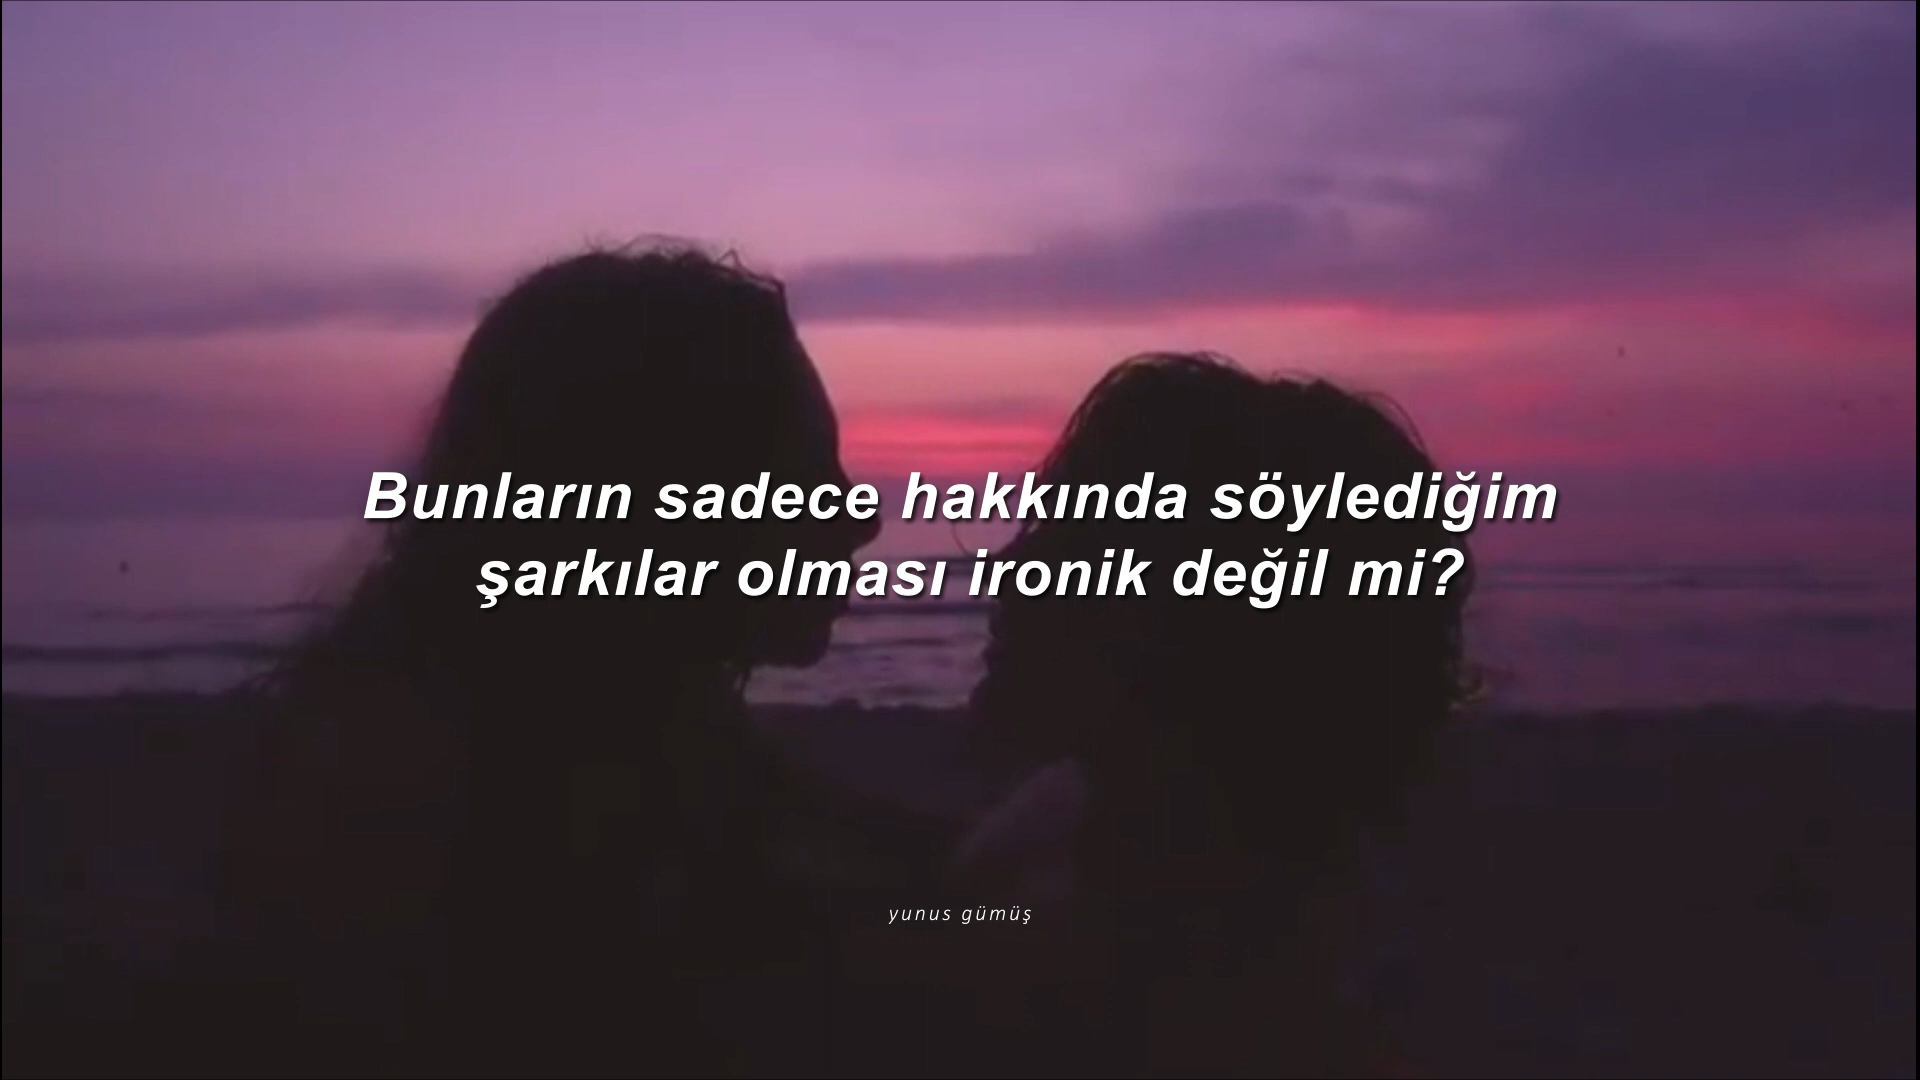 Bunların sadece hakkında söylediğim
şarkılar olması ironik değil mi?
yunus gümüş